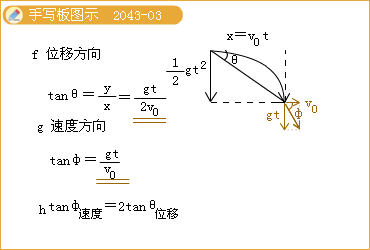 手写板图示 2043-03
f 位移方向
tanθ＝y/x＝gt/2v₀
g 速度方向
tanφ＝gt/v₀
h tanφ速度＝2tanθ位移
x＝v₀t
1/2 gt²
θ
v₀
gt
φ